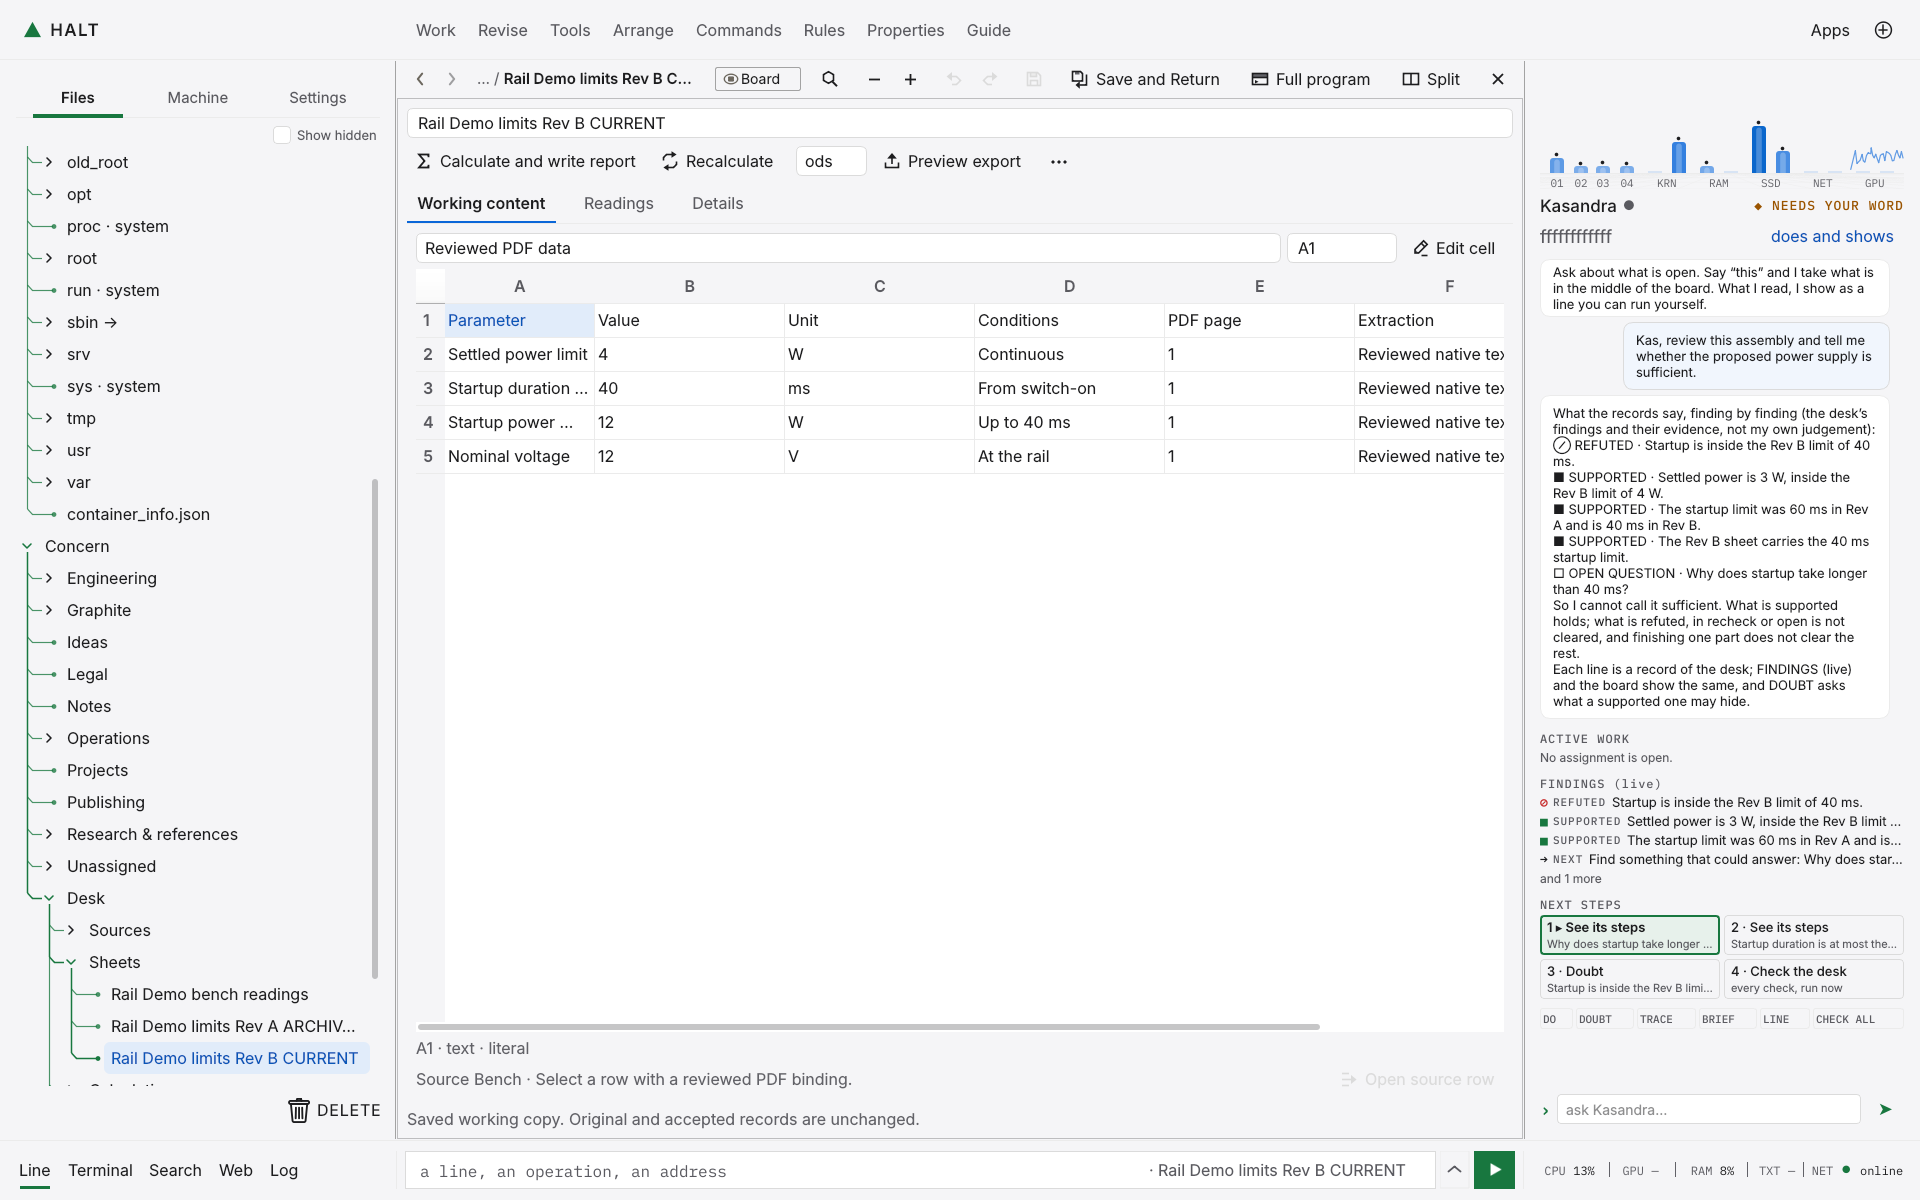 HALT
Work Revise Tools Arrange Commands Rules Properties Guide
Apps
Files Machine Settings
Show hidden
old_root
opt
proc · system
root
run · system
sbin →
srv
sys · system
tmp
usr
var
container_info.json
Concern
Engineering
Graphite
Ideas
Legal
Notes
Operations
Projects
Publishing
Research & references
Unassigned
Desk
Sources
Sheets
Rail Demo bench readings
Rail Demo limits Rev A ARCHIV...
Rail Demo limits Rev B CURRENT
DELETE
... / Rail Demo limits Rev B C... Board Save and Return Full program Split
Rail Demo limits Rev B CURRENT
Calculate and write report Recalculate ods Preview export
Working content Readings Details
Reviewed PDF data A1 Edit cell
A B C D E F
1 Parameter Value Unit Conditions PDF page Extraction
2 Settled power limit 4 W Continuous 1 Reviewed native tex
3 Startup duration ... 40 ms From switch-on 1 Reviewed native tex
4 Startup power ... 12 W Up to 40 ms 1 Reviewed native tex
5 Nominal voltage 12 V At the rail 1 Reviewed native tex
A1 · text · literal
Source Bench · Select a row with a reviewed PDF binding. Open source row
Saved working copy. Original and accepted records are unchanged.
01 02 03 04 KRN RAM SSD NET GPU
Kasandra ◆ NEEDS YOUR WORD
ffffffffffff does and shows
Ask about what is open. Say “this” and I take what is
in the middle of the board. What I read, I show as a
line you can run yourself.
Kas, review this assembly and tell me
whether the proposed power supply is
sufficient.
What the records say, finding by finding (the desk’s
findings and their evidence, not my own judgement):
⊘ REFUTED · Startup is inside the Rev B limit of 40
ms.
■ SUPPORTED · Settled power is 3 W, inside the
Rev B limit of 4 W.
■ SUPPORTED · The startup limit was 60 ms in Rev
A and is 40 ms in Rev B.
■ SUPPORTED · The Rev B sheet carries the 40 ms
startup limit.
□ OPEN QUESTION · Why does startup take longer
than 40 ms?
So I cannot call it sufficient. What is supported
holds; what is refuted, in recheck or open is not
cleared, and finishing one part does not clear the
rest.
Each line is a record of the desk; FINDINGS (live)
and the board show the same, and DOUBT asks
what a supported one may hide.
ACTIVE WORK
No assignment is open.
FINDINGS (live)
⊘ REFUTED Startup is inside the Rev B limit of 40 ms.
■ SUPPORTED Settled power is 3 W, inside the Rev B limit ...
■ SUPPORTED The startup limit was 60 ms in Rev A and is...
→ NEXT Find something that could answer: Why does star...
and 1 more
NEXT STEPS
1 ▸ See its steps
Why does startup take longer ...
2 · See its steps
Startup duration is at most the...
3 · Doubt
Startup is inside the Rev B limi...
4 · Check the desk
every check, run now
DO DOUBT TRACE BRIEF LINE CHECK ALL
› ask Kasandra...
Line Terminal Search Web Log
a line, an operation, an address · Rail Demo limits Rev B CURRENT
CPU 13% GPU — RAM 8% TXT — NET ● online